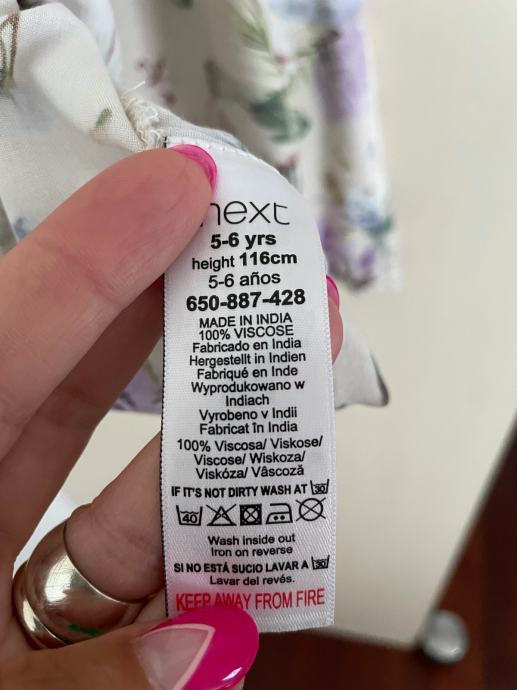 next
5-6 yrs
height 116cm
5-6 años
650-887-428
MADE IN INDIA
100% VISCOSE
Fabricado en India
Hergestellt in Indien
Fabriqué en Inde
Wyprodukowano w
Indiach
Vyrobeno v Indii
Fabricat în India
100% Viscosa/ Viskose/
Viscose/ Wiskoza/
Viskóza/ Vâscoză
IF IT'S NOT DIRTY WASH AT 30
40
Wash inside out
Iron on reverse
SI NO ESTÁ SUCIO LAVAR A 30
Lavar del revés.
KEEP AWAY FROM FIRE